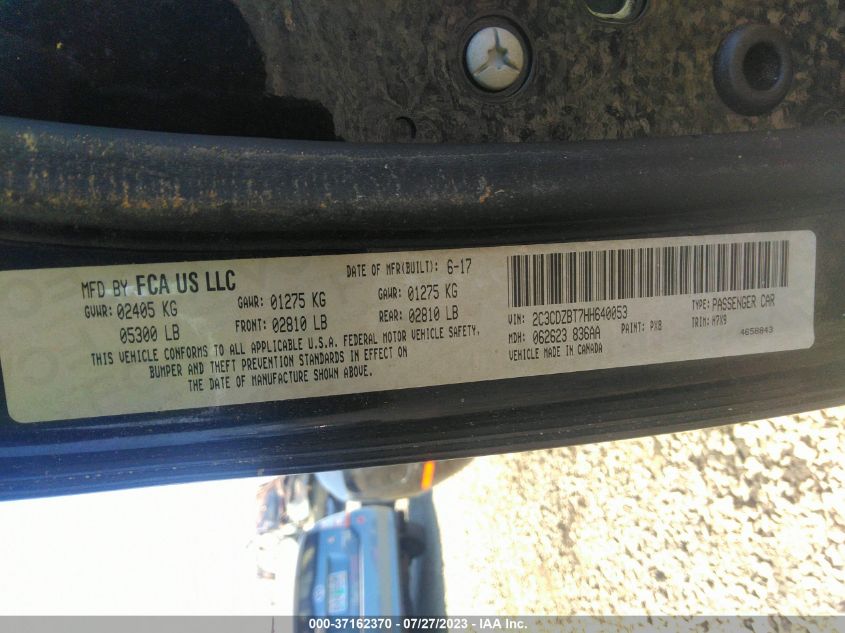 MFD BY FCA US LLC
DATE OF MFR(BUILT): 6-17
GVWR: 02405 KG
GAWR: 01275 KG
GAWR: 01275 KG
05300 LB
FRONT: 02810 LB
REAR: 02810 LB
THIS VEHICLE CONFORMS TO ALL APPLICABLE U.S.A. FEDERAL MOTOR VEHICLE SAFETY,
BUMPER AND THEFT PREVENTION STANDARDS IN EFFECT ON
THE DATE OF MANUFACTURE SHOWN ABOVE.
VIN: 2C3CDZBT7HH640053
TYPE: PASSENGER CAR
MDH: 062623 836AA
PAINT: PX8
TRIM: H7X9
VEHICLE MADE IN CANADA
4658843
000-37162370 - 07/27/2023 - IAA Inc.